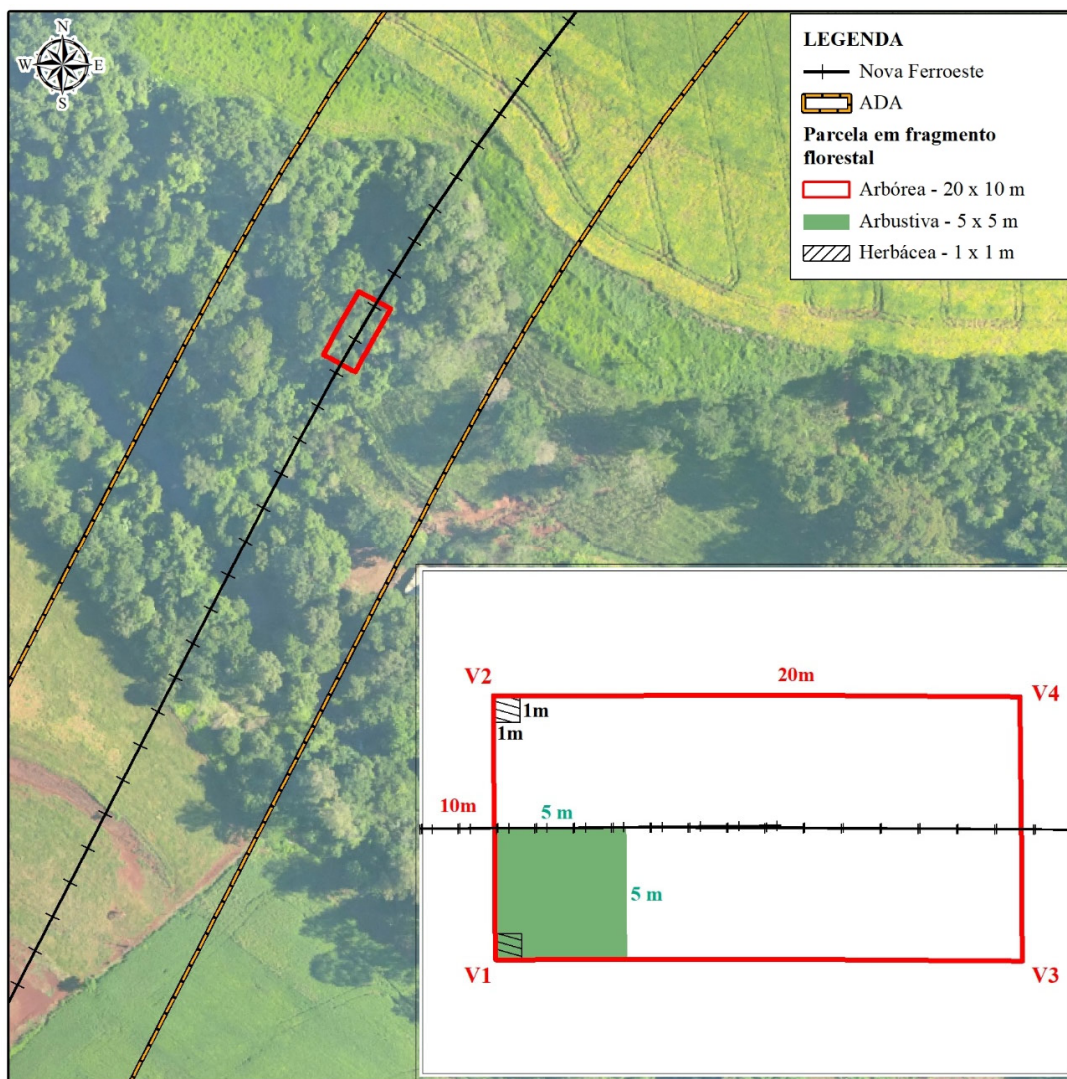 N
W E
S
LEGENDA
Nova Ferroeste
ADA
Parcela em fragmento
florestal
Arbórea - 20 x 10 m
Arbustiva - 5 x 5 m
Herbácea - 1 x 1 m
V2 20m V4
1m
1m
10m 5 m
5 m
V1 V3